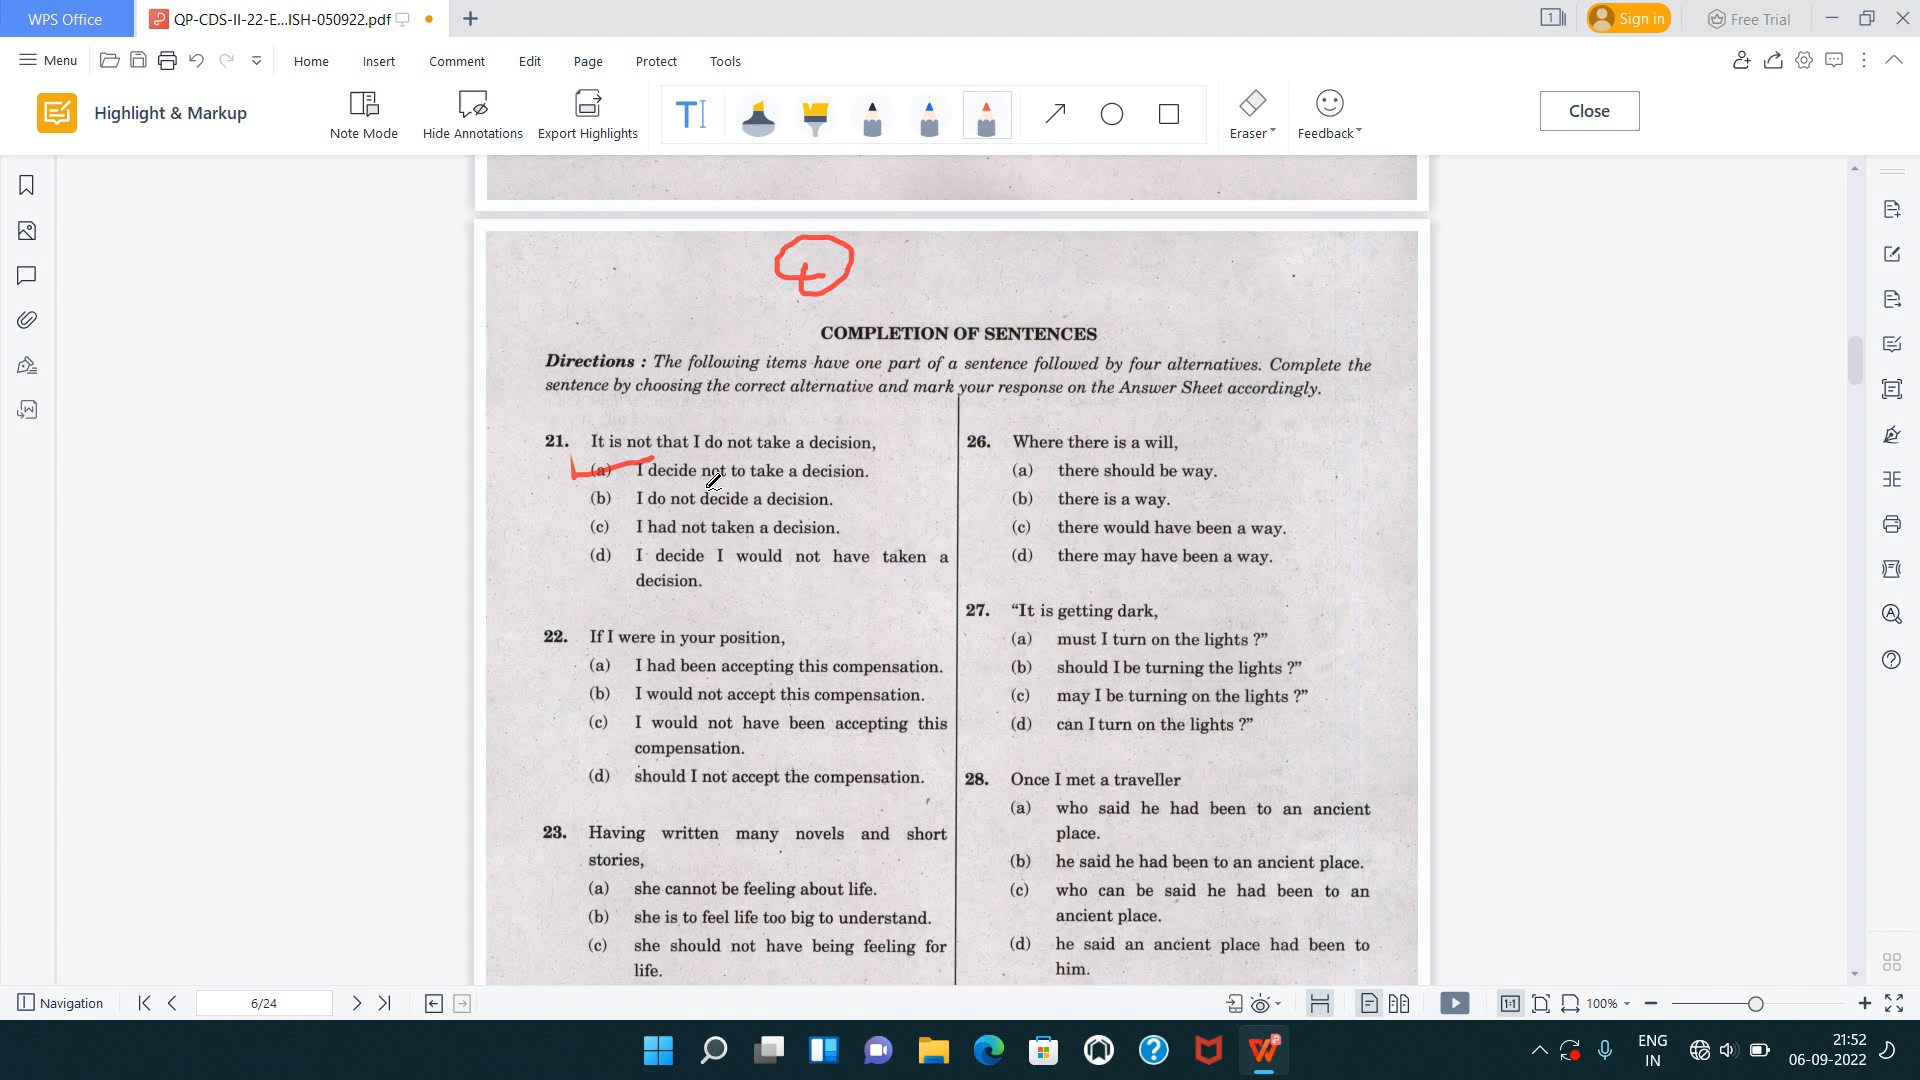 WPS Office
QP-CDS-II-22-E...ISH-050922.pdf
1
Sign in
Free Trial
Menu
Home
Insert
Comment
Edit
Page
Protect
Tools
Highlight & Markup
Note Mode
Hide Annotations
Export Highlights
Eraser
Feedback
Close
COMPLETION OF SENTENCES
Directions : The following items have one part of a sentence followed by four alternatives. Complete the
sentence by choosing the correct alternative and mark your response on the Answer Sheet accordingly.
21. It is not that I do not take a decision,
(a) I decide not to take a decision.
(b) I do not decide a decision.
(c) I had not taken a decision.
(d) I decide I would not have taken a
decision.
22. If I were in your position,
(a) I had been accepting this compensation.
(b) I would not accept this compensation.
(c) I would not have been accepting this
compensation.
(d) should I not accept the compensation.
23. Having written many novels and short
stories,
(a) she cannot be feeling about life.
(b) she is to feel life too big to understand.
(c) she should not have being feeling for
life.
26. Where there is a will,
(a) there should be way.
(b) there is a way.
(c) there would have been a way.
(d) there may have been a way.
27. “It is getting dark,
(a) must I turn on the lights ?”
(b) should I be turning the lights ?”
(c) may I be turning on the lights ?”
(d) can I turn on the lights ?”
28. Once I met a traveller
(a) who said he had been to an ancient
place.
(b) he said he had been to an ancient place.
(c) who can be said he had been to an
ancient place.
(d) he said an ancient place had been to
him.
Navigation
6/24
1:1
100%
ENG
IN
21:52
06-09-2022